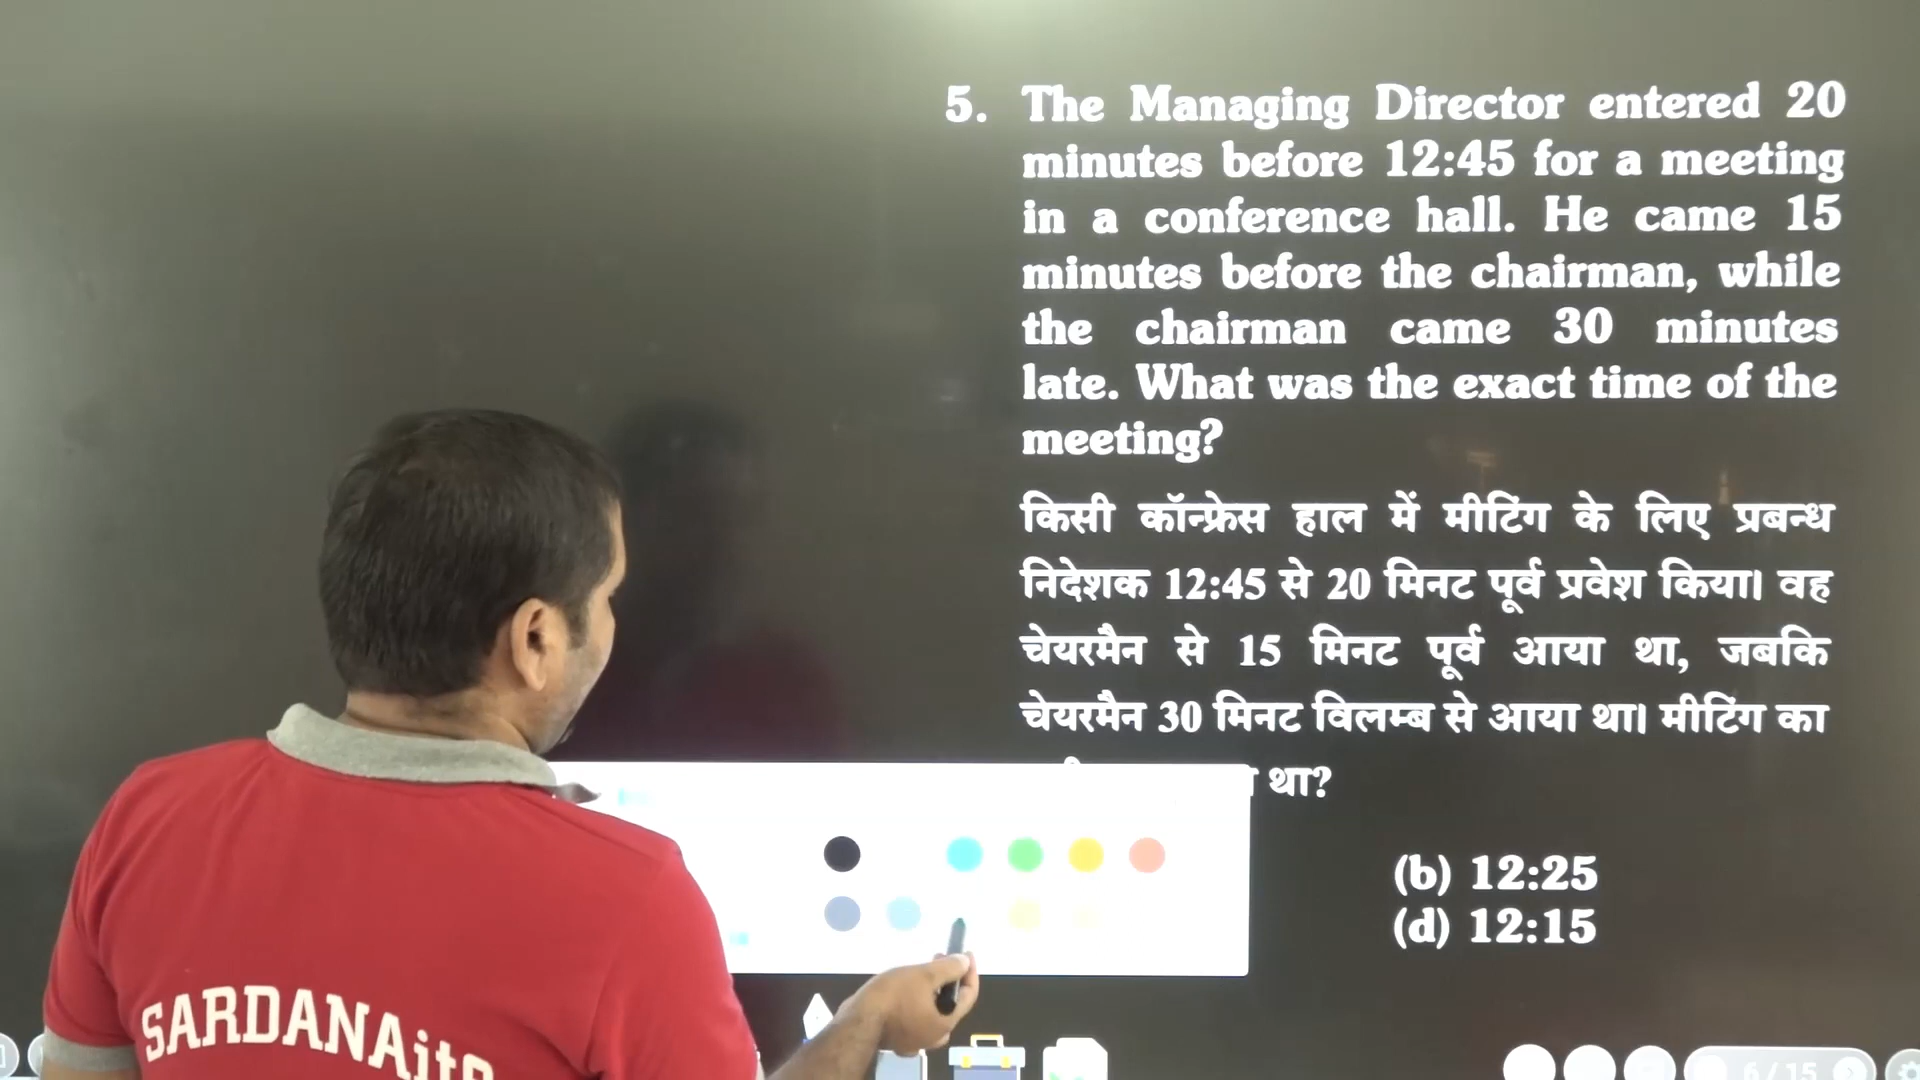 5. The Managing Director entered 20
minutes before 12:45 for a meeting
in a conference hall. He came 15
minutes before the chairman, while
the chairman came 30 minutes
late. What was the exact time of the
meeting?
किसी कॉन्फ्रेस हाल में मीटिंग के लिए प्रबन्ध
निदेशक 12:45 से 20 मिनट पूर्व प्रवेश किया। वह
चेयरमैन से 15 मिनट पूर्व आया था, जबकि
चेयरमैन 30 मिनट विलम्ब से आया था। मीटिंग का
था?
(b) 12:25
(d) 12:15
SARDANA
6/15